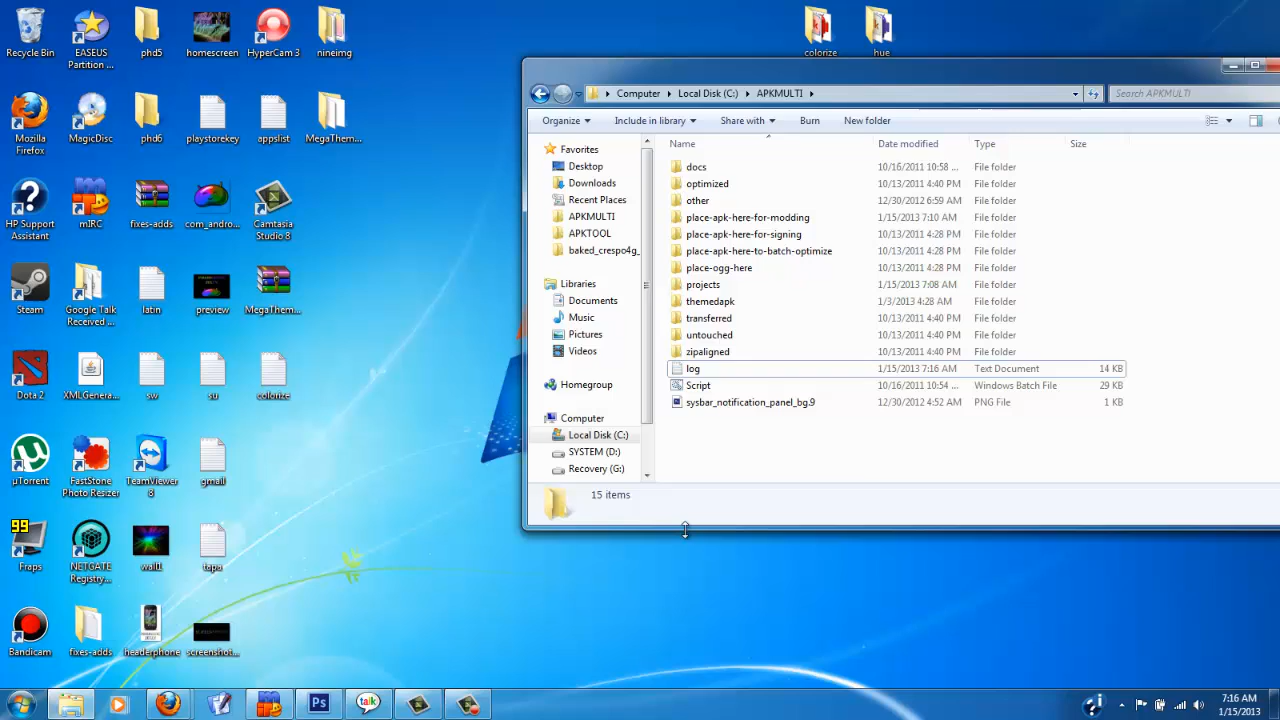 Recycle Bin
EASEUS Partition ...
phd5
homescreen
HyperCam 3
nineimg
colorize
hue
Mozilla Firefox
MagicDisc
phd6
playstorekey
appslist
MegaThem...
HP Support Assistant
mIRC
fixes-adds
com_andro...
Camtasia Studio 8
Steam
Google Talk Received ...
latin
preview
MegaThem...
Dota 2
XMLGenera...
sw
su
colorize
µTorrent
FastStone Photo Resizer
TeamViewer 8
gmail
99
Fraps
NETGATE Registry...
wall1
tapa
Bandicam
fixes-adds
headerphone
screenshot...
Computer
Local Disk (C:)
APKMULTI
Search APKMULTI
Organize
Include in library
Share with
Burn
New folder
Favorites
Desktop
Downloads
Recent Places
APKMULTI
APKTOOL
baked_crespo4g_
Libraries
Documents
Music
Pictures
Videos
Homegroup
Computer
Local Disk (C:)
SYSTEM (D:)
Recovery (G:)
Name Date modified Type Size
docs 10/16/2011 10:58 ... File folder
optimized 10/13/2011 4:40 PM File folder
other 12/30/2012 6:59 AM File folder
place-apk-here-for-modding 1/15/2013 7:10 AM File folder
place-apk-here-for-signing 10/13/2011 4:28 PM File folder
place-apk-here-to-batch-optimize 10/13/2011 4:28 PM File folder
place-ogg-here 10/13/2011 4:28 PM File folder
projects 1/15/2013 7:08 AM File folder
themedapk 1/3/2013 4:28 AM File folder
transferred 10/13/2011 4:40 PM File folder
untouched 10/13/2011 4:40 PM File folder
zipaligned 10/13/2011 4:40 PM File folder
log 1/15/2013 7:16 AM Text Document 14 KB
Script 10/16/2011 10:54 ... Windows Batch File 29 KB
sysbar_notification_panel_bg.9 12/30/2012 4:52 AM PNG File 1 KB
15 items
Ps
talk
7:16 AM
1/15/2013